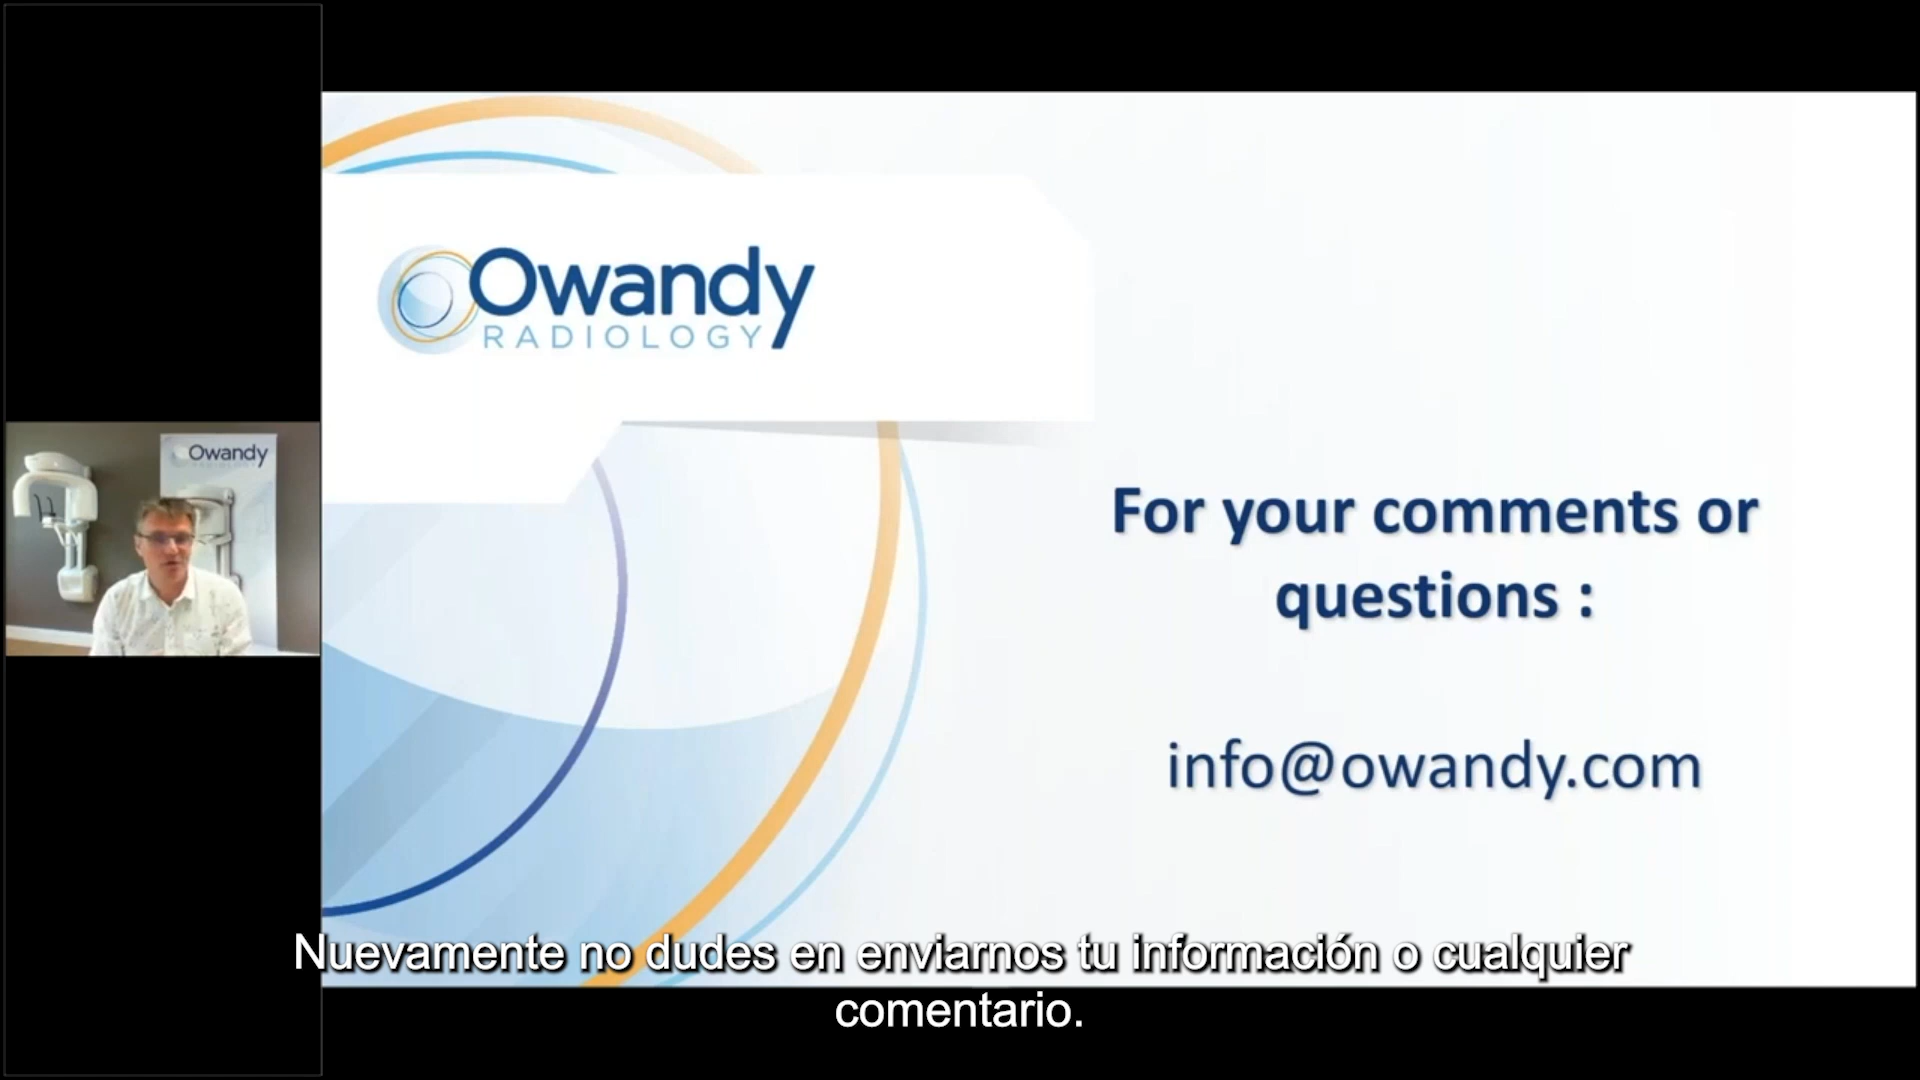 Owandy
RADIOLOGY
Owandy
RADIOLOGY
For your comments or
questions :
info@owandy.com
Nuevamente no dudes en enviarnos tu información o cualquier
comentario.